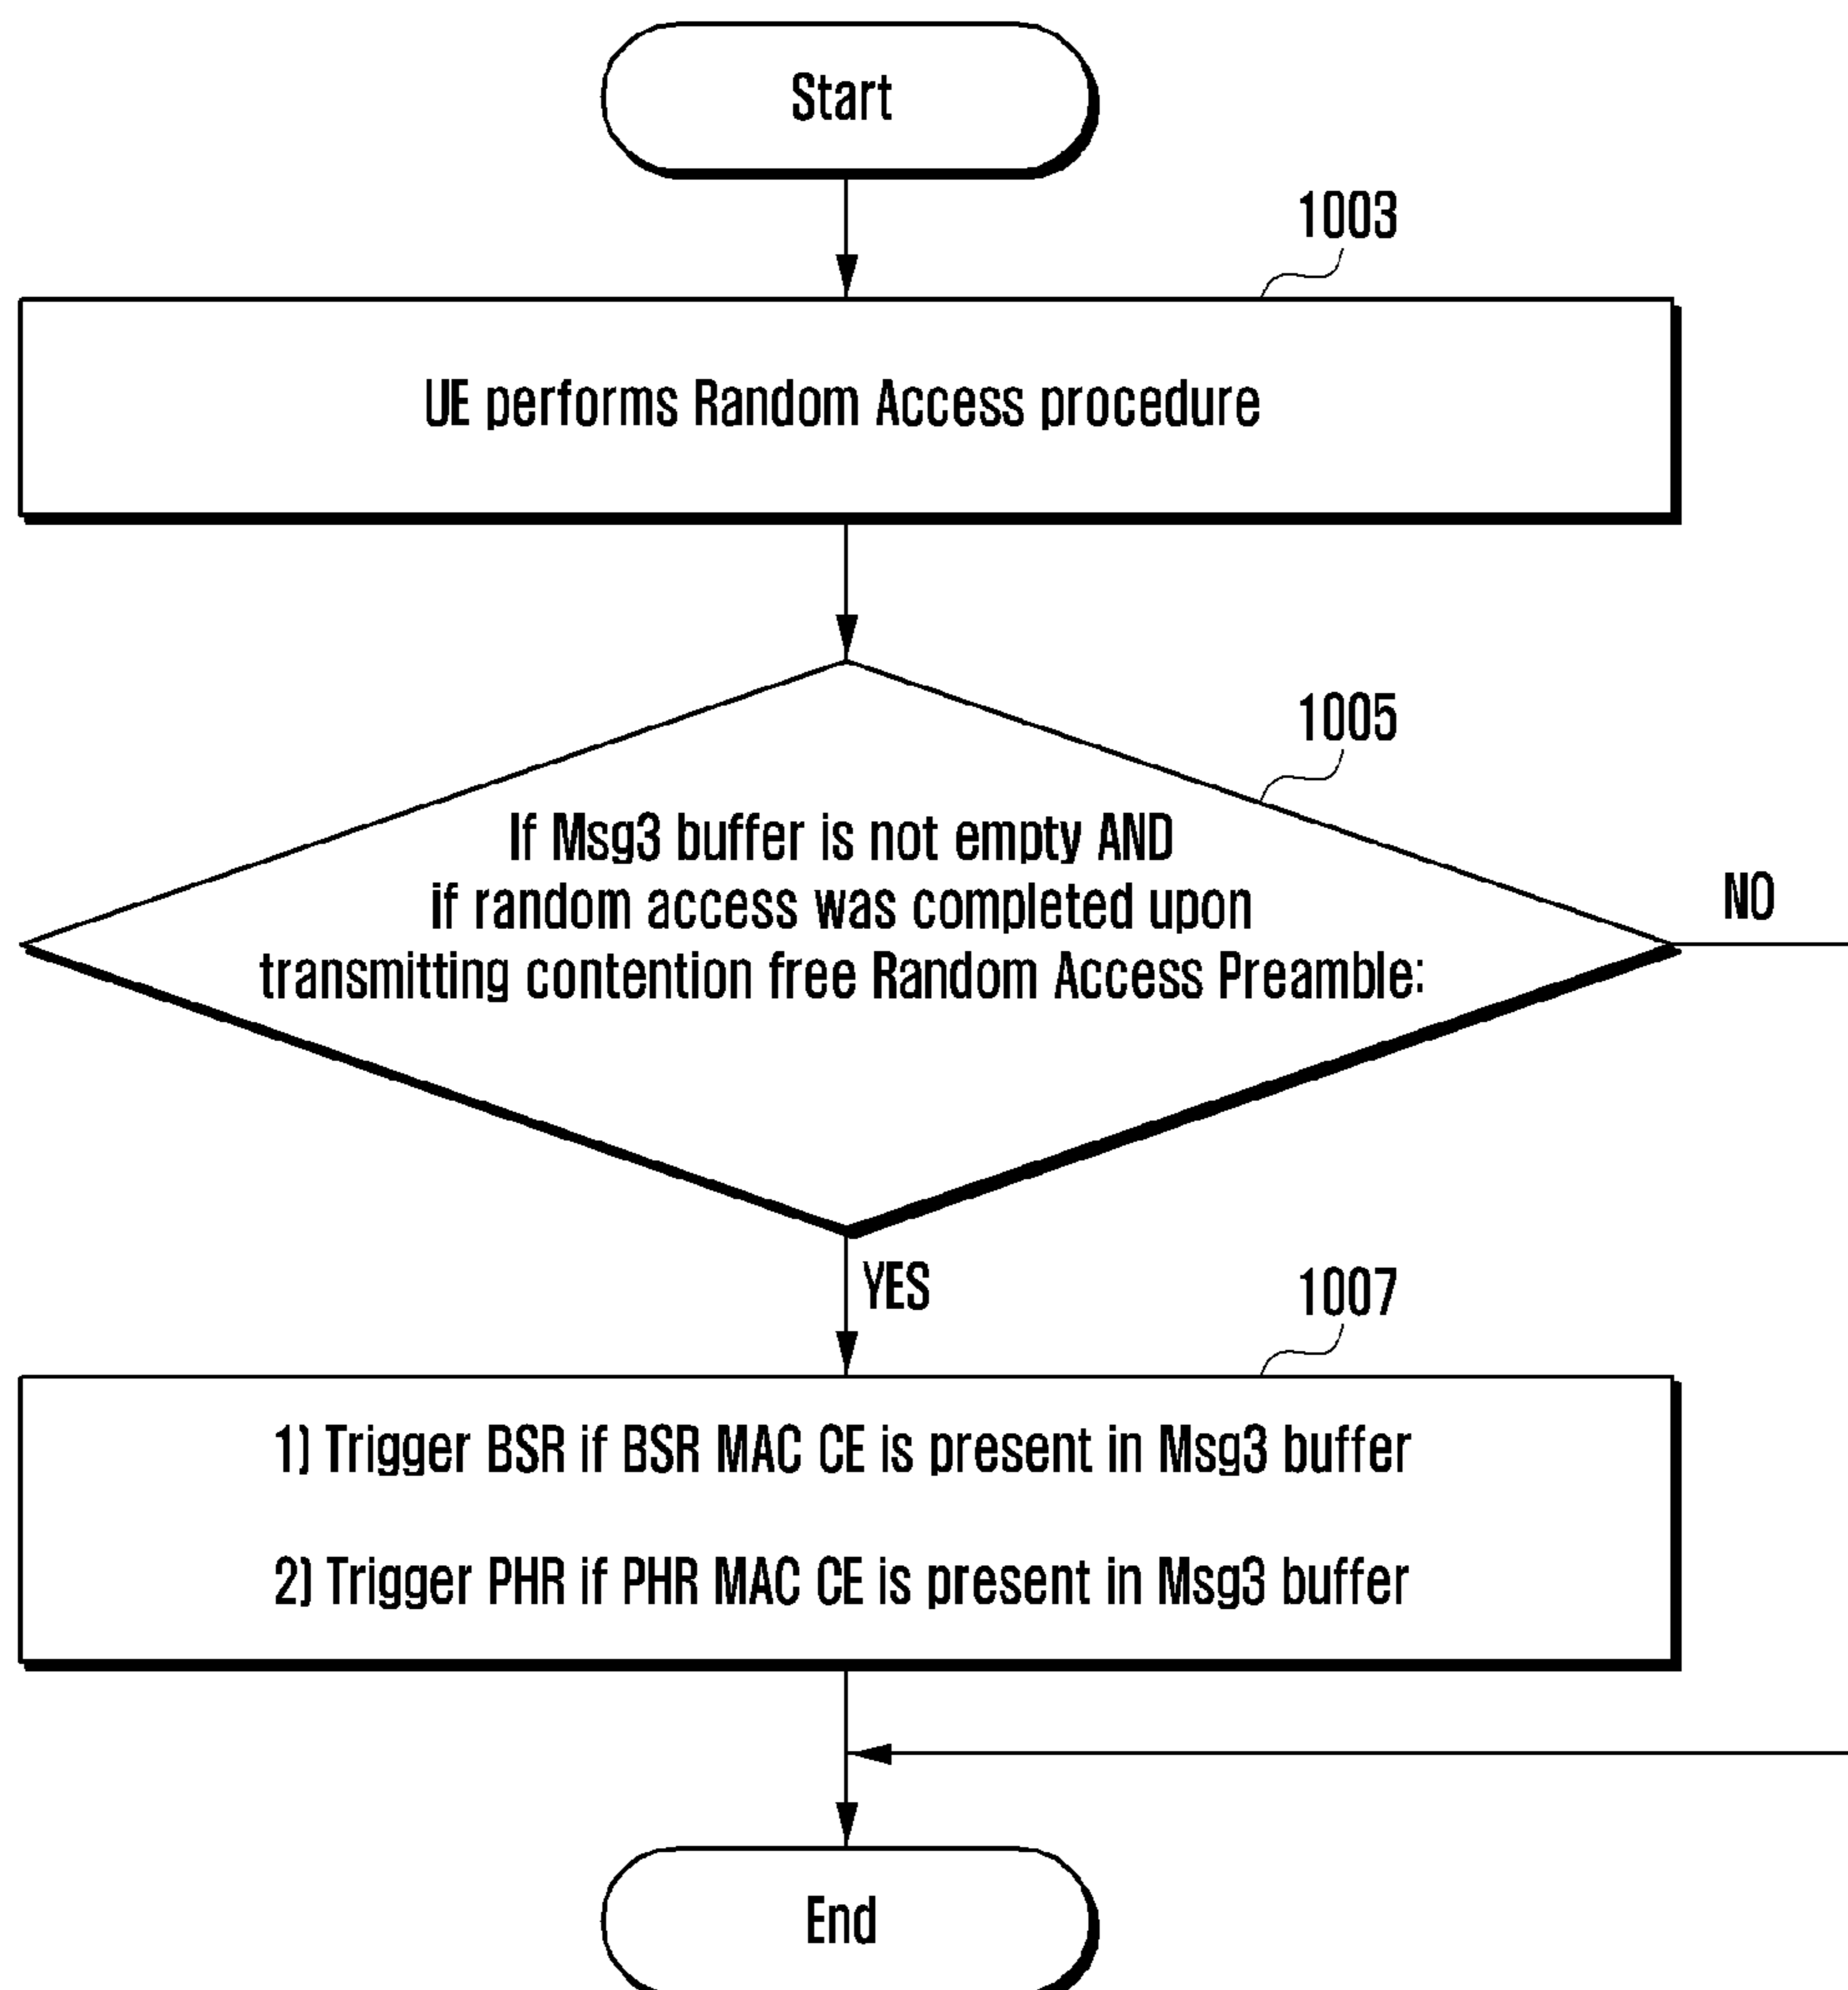 Start
1003
UE performs Random Access procedure
1005
If Msg3 buffer is not empty AND
if random access was completed upon
transmitting contention free Random Access Preamble:
NO
YES
1007
1) Trigger BSR if BSR MAC CE is present in Msg3 buffer
2) Trigger PHR if PHR MAC CE is present in Msg3 buffer
End